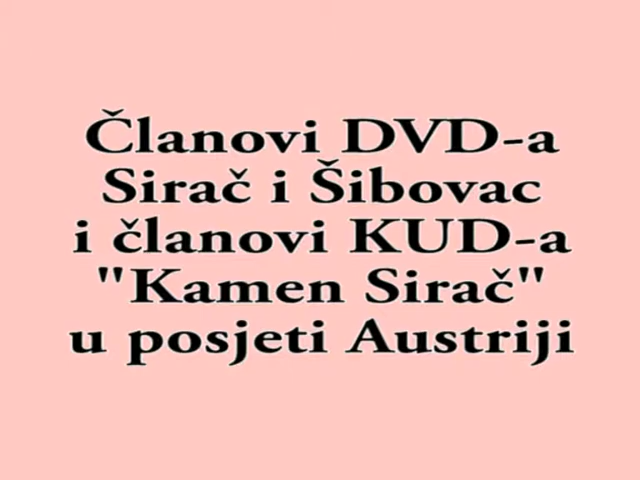 Članovi DVD-a
Sirač i Šibovac
i članovi KUD-a
"Kamen Sirač"
u posjeti Austriji